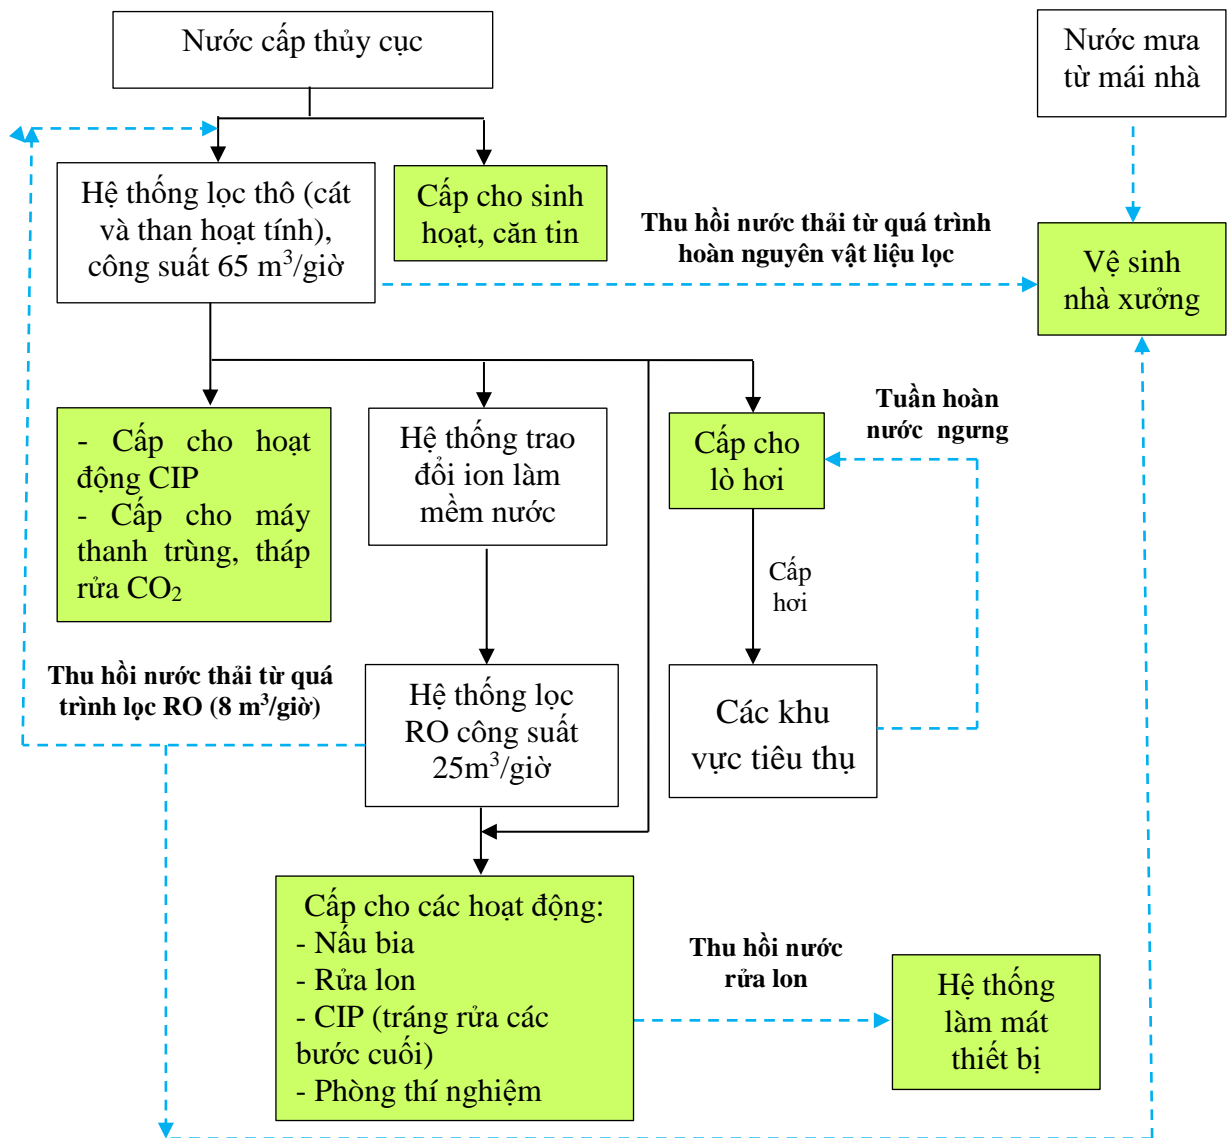 Nước cấp thủy cục
Nước mưa
từ mái nhà
Hệ thống lọc thô (cát
và than hoạt tính),
công suất 65 m³/giờ
Cấp cho sinh
hoạt, căn tin
Thu hồi nước thải từ quá trình
hoàn nguyên vật liệu lọc
Vệ sinh
nhà xưởng
- Cấp cho hoạt
động CIP
- Cấp cho máy
thanh trùng, tháp
rửa CO₂
Hệ thống trao
đổi ion làm
mềm nước
Cấp cho
lò hơi
Tuần hoàn
nước ngưng
Cấp
hơi
Thu hồi nước thải từ quá
trình lọc RO (8 m³/giờ)
Hệ thống lọc
RO công suất
25m³/giờ
Các khu
vực tiêu thụ
Cấp cho các hoạt động:
- Nấu bia
- Rửa lon
- CIP (tráng rửa các
bước cuối)
- Phòng thí nghiệm
Thu hồi nước
rửa lon
Hệ thống
làm mát
thiết bị